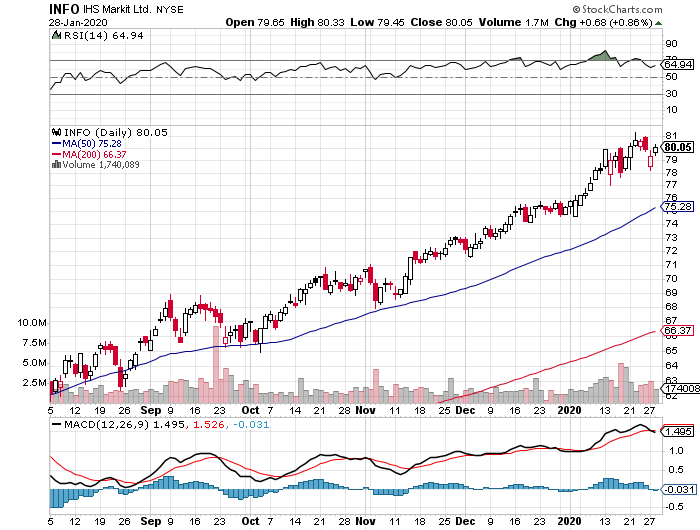 INFO IHS Markit Ltd. NYSE © StockCharts.com
28-Jan-2020 Open 79.65 High 80.33 Low 79.45 Close 80.05 Volume 1.7M Chg +0.68 (+0.86%)
RSI(14) 64.94
90
70
64.94
50
30
10
INFO (Daily) 80.05
MA(50) 75.28
MA(200) 66.37
Volume 1,740,089
81
80.05
79
78
77
76
75.28
74
73
72
71
70
69
68
10.0M 67
66.37
7.5M
65
5.0M 64
2.5M 63
1740089
62
5 12 19 26 Sep 9 16 23 Oct 7 14 21 28 Nov 11 18 25 Dec 9 16 23 2020 13 21 27
MACD(12,26,9) 1.495, 1.526, -0.031
1.495
1.0
0.5
-0.031
-0.5
5 12 19 26 Sep 9 16 23 Oct 7 14 21 28 Nov 11 18 25 Dec 9 16 23 2020 13 21 27